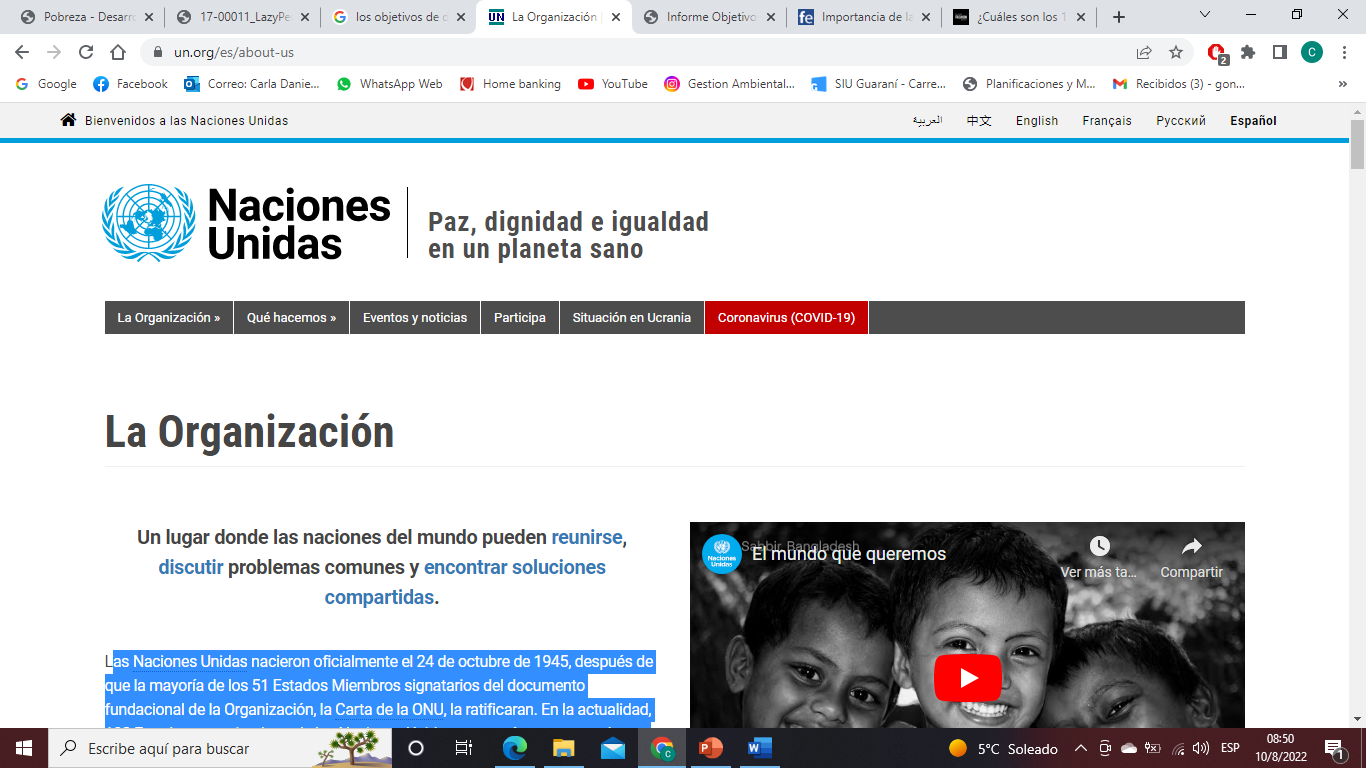 Pobreza - Desarro
17-00011_LazyPe
los objetivos de d
UN La Organización
Informe Objetivo
fe Importancia de la
¿Cuáles son los 1
un.org/es/about-us
2
C
Google
Facebook
Correo: Carla Danie...
WhatsApp Web
Home banking
YouTube
Gestion Ambiental...
SIU Guaraní - Carre...
Planificaciones y M...
Recibidos (3) - gon...
»
Bienvenidos a las Naciones Unidas
العربية
中文
English
Français
Русский
Español
Naciones
Unidas
Paz, dignidad e igualdad
en un planeta sano
La Organización »
Qué hacemos »
Eventos y noticias
Participa
Situación en Ucrania
Coronavirus (COVID-19)
La Organización
Un lugar donde las naciones del mundo pueden reunirse,
discutir problemas comunes y encontrar soluciones
compartidas.
Naciones
Unidas
Sabbir, Bangladesh
El mundo que queremos
Ver más ta...
Compartir
Las Naciones Unidas nacieron oficialmente el 24 de octubre de 1945, después de
que la mayoría de los 51 Estados Miembros signatarios del documento
fundacional de la Organización, la Carta de la ONU, la ratificaran. En la actualidad,
Escribe aquí para buscar
5°C Soleado
ESP
08:50
10/8/2022
1